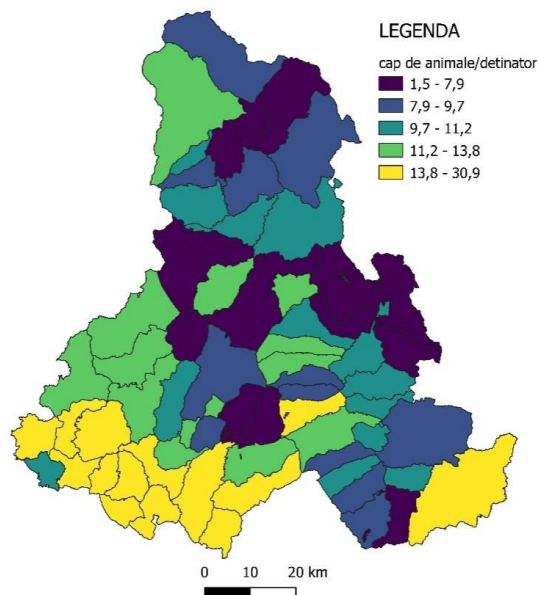 LEGENDA
cap de animale/detinator
1,5 - 7,9
7,9 - 9,7
9,7 - 11,2
11,2 - 13,8
13,8 - 30,9
0 10 20 km